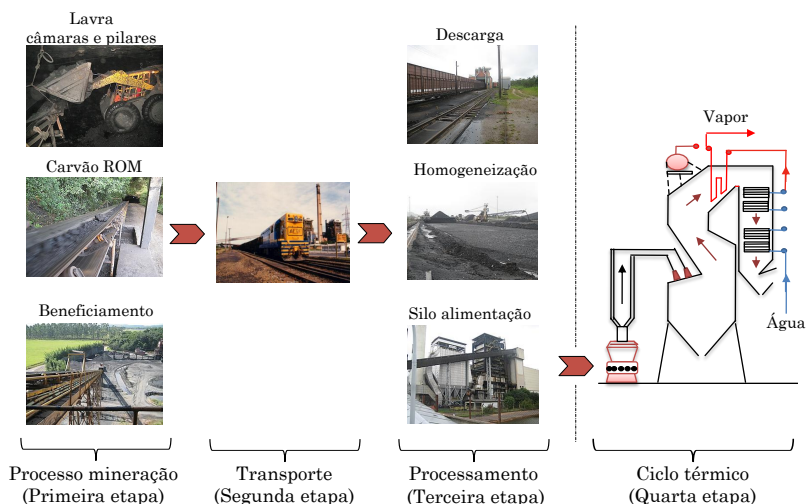 Lavra
câmaras e pilares
Carvão ROM
Beneficiamento
Descarga
Homogeneização
Silo alimentação
Vapor
Água
Processo mineração
(Primeira etapa)
Transporte
(Segunda etapa)
Processamento
(Terceira etapa)
Ciclo térmico
(Quarta etapa)